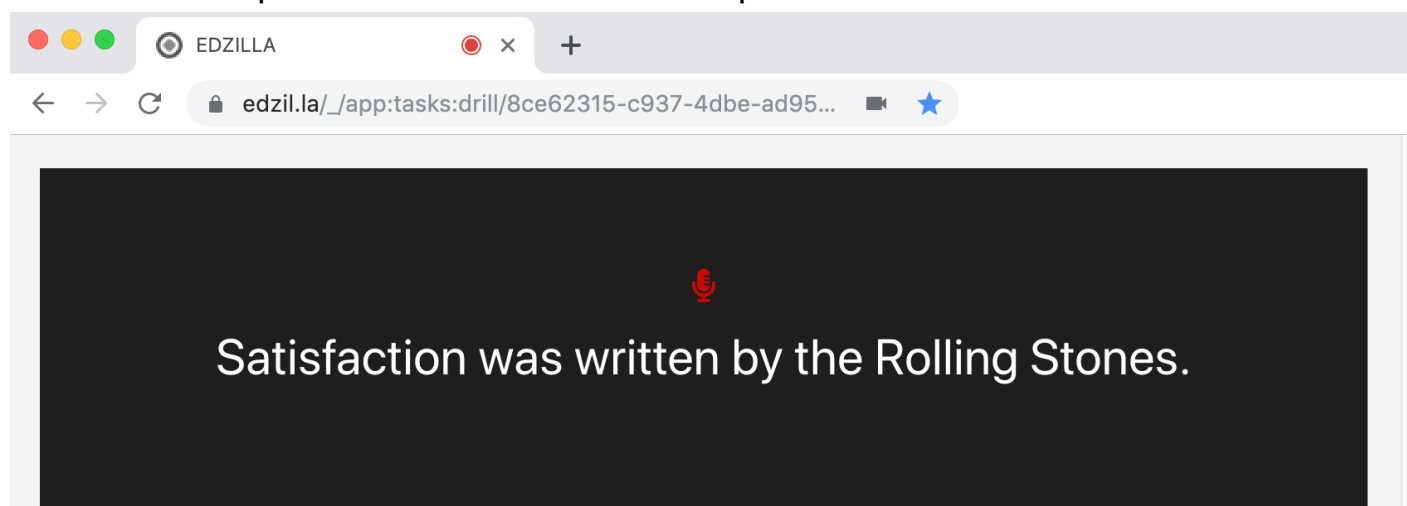 EDZILLA
edzil.la/_/app:tasks:drill/8ce62315-c937-4dbe-ad95...
Satisfaction was written by the Rolling Stones.